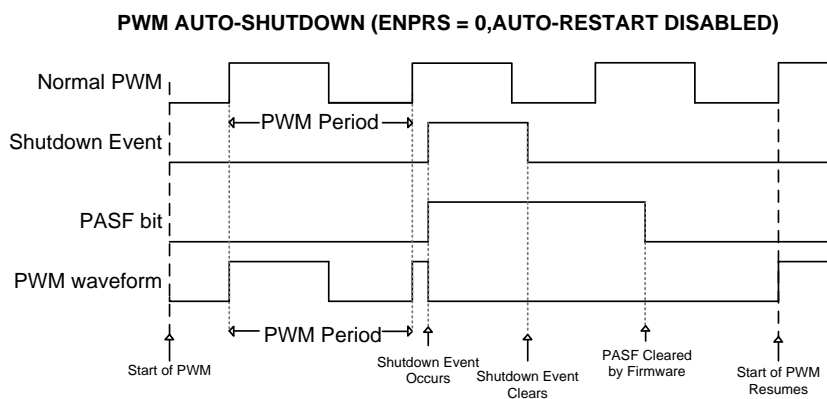 PWM AUTO-SHUTDOWN (ENPRS = 0,AUTO-RESTART DISABLED)
Normal PWM
PWM Period
Shutdown Event
PASF bit
PWM waveform
PWM Period
Start of PWM
Shutdown Event
Occurs
Shutdown Event
Clears
PASF Cleared
by Firmware
Start of PWM
Resumes